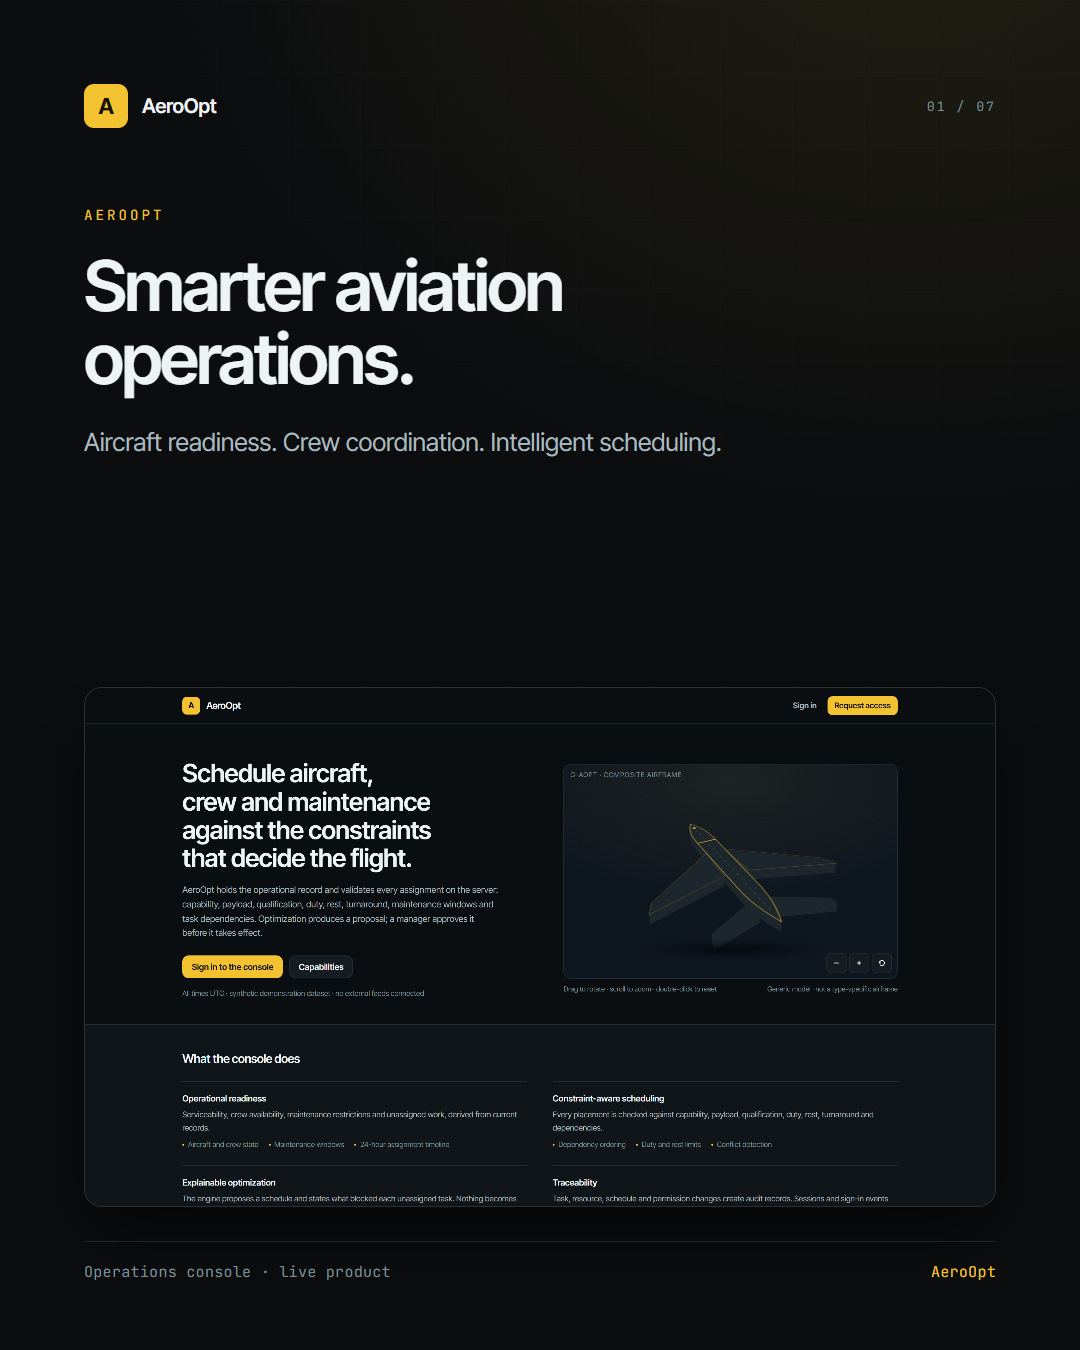 A AeroOpt
01 / 07
AEROOPT
Smarter aviation
operations.
Aircraft readiness. Crew coordination. Intelligent scheduling.
A AeroOpt
Sign in
Request access
Schedule aircraft,
crew and maintenance
against the constraints
that decide the flight.
AeroOpt holds the operational record and validates every assignment on the server:
capability, payload, qualification, duty, rest, turnaround, maintenance windows and
task dependencies. Optimization produces a proposal; a manager approves it
before it takes effect.
Sign in to the console
Capabilities
All times UTC · synthetic demonstration dataset · no external feeds connected
G-AOPT · COMPOSITE AIRFRAME
− +
Drag to rotate · scroll to zoom · double-click to reset
Generic model · not a type-specific airframe
What the console does
Operational readiness
Serviceability, crew availability, maintenance restrictions and unassigned work, derived from current
records.
• Aircraft and crew state • Maintenance windows • 24-hour assignment timeline
Constraint-aware scheduling
Every placement is checked against capability, payload, qualification, duty, rest, turnaround and
dependencies.
• Dependency ordering • Duty and rest limits • Conflict detection
Explainable optimization
The engine proposes a schedule and states what blocked each unassigned task. Nothing becomes
Traceability
Task, resource, schedule and permission changes create audit records. Sessions and sign-in events
Operations console · live product
AeroOpt